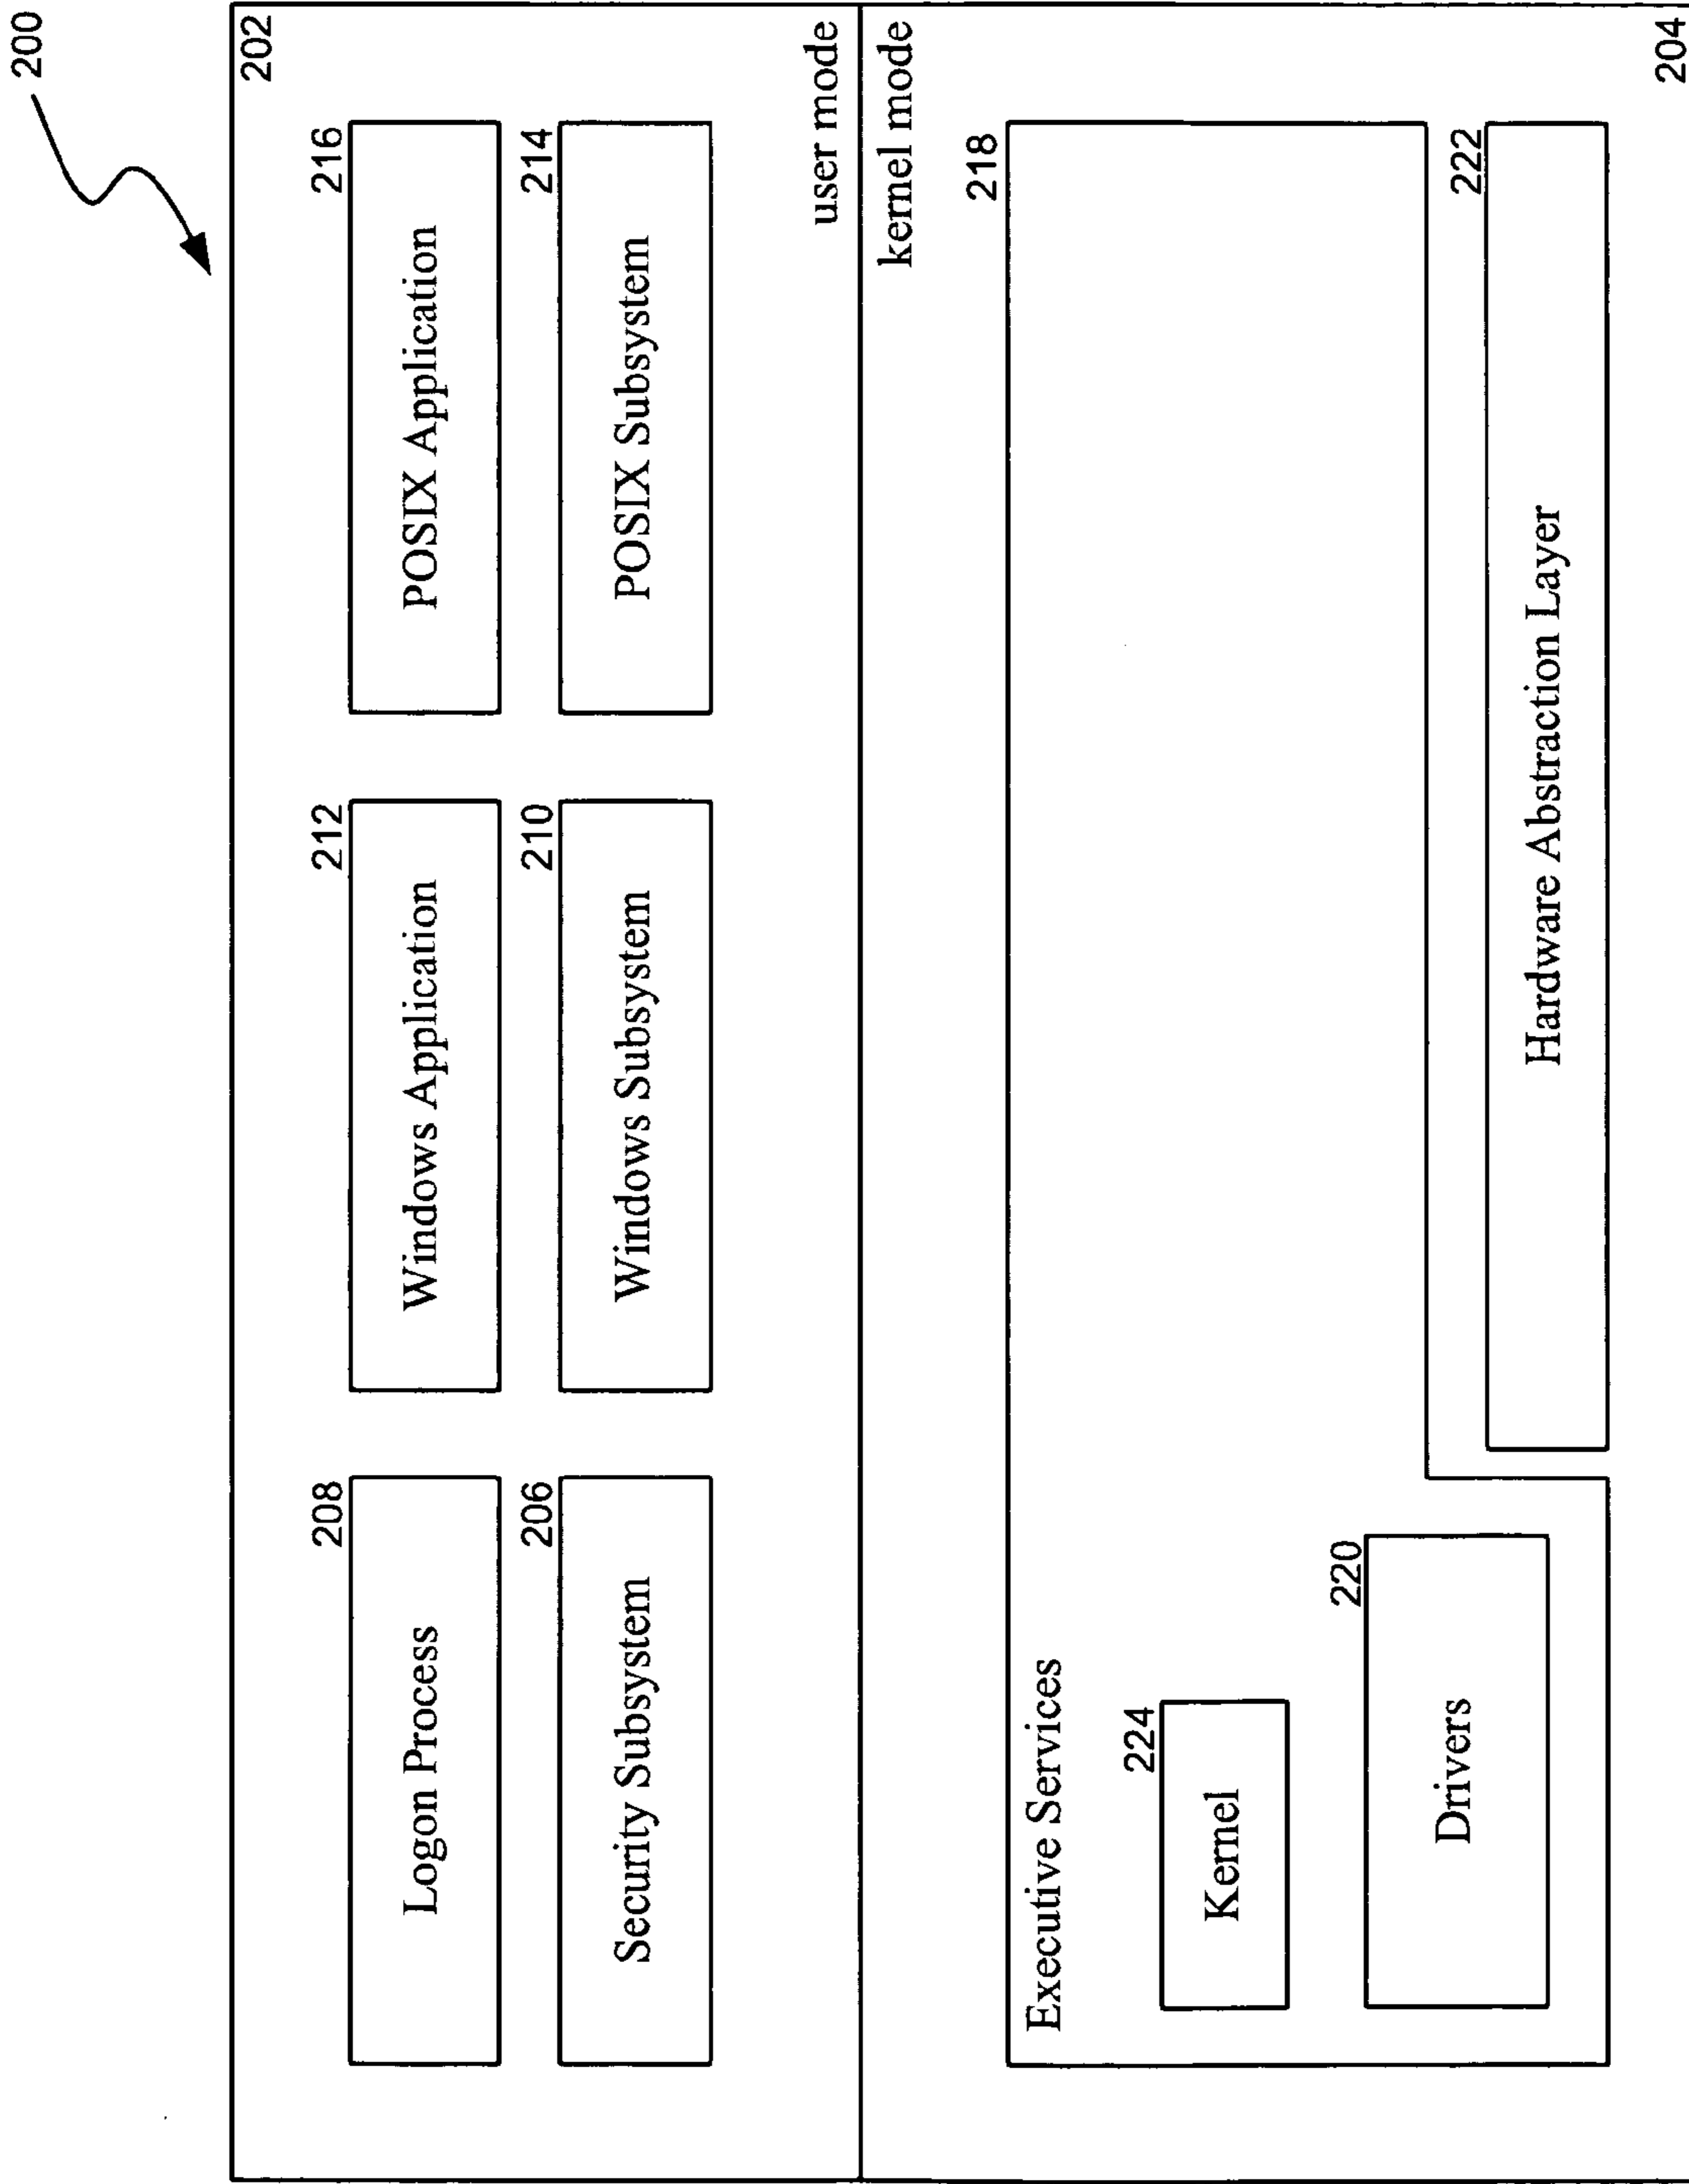 200
202
208
Logon Process
212
Windows Application
216
POSIX Application
206
Security Subsystem
210
Windows Subsystem
214
POSIX Subsystem
user mode
kernel mode
218
Executive Services
224
Kernel
220
Drivers
222
Hardware Abstraction Layer
204